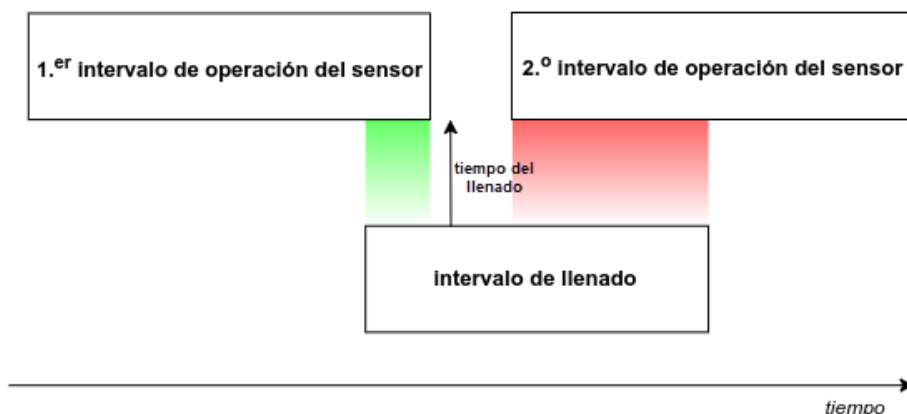 1.er intervalo de operación del sensor
2.o intervalo de operación del sensor
tiempo del
llenado
intervalo de llenado
tiempo